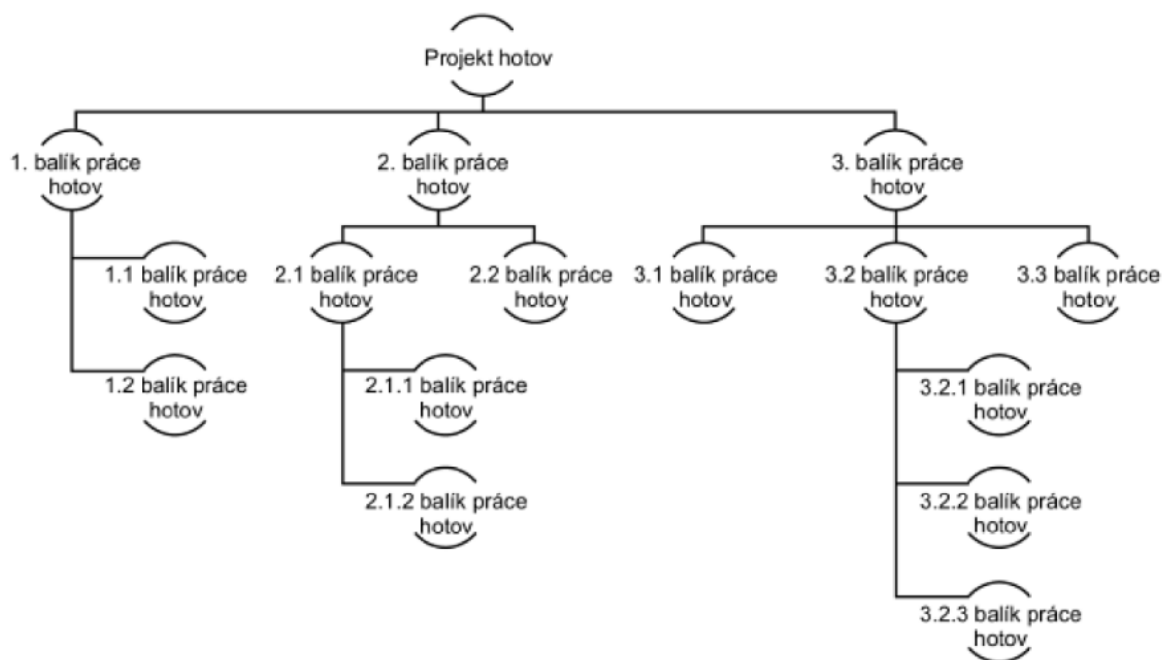 Projekt hotov
1. balík práce
hotov
2. balík práce
hotov
3. balík práce
hotov
1.1 balík práce
hotov
2.1 balík práce
hotov
2.2 balík práce
hotov
3.1 balík práce
hotov
3.2 balík práce
hotov
3.3 balík práce
hotov
1.2 balík práce
hotov
2.1.1 balík práce
hotov
3.2.1 balík práce
hotov
2.1.2 balík práce
hotov
3.2.2 balík práce
hotov
3.2.3 balík práce
hotov